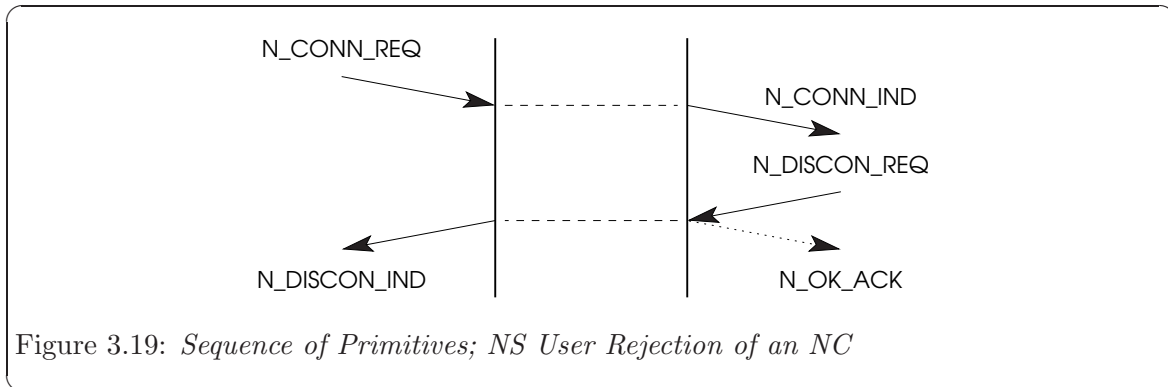 N_CONN_REQ
N_CONN_IND
N_DISCON_REQ
N_DISCON_IND
N_OK_ACK
Figure 3.19: Sequence of Primitives; NS User Rejection of an NC